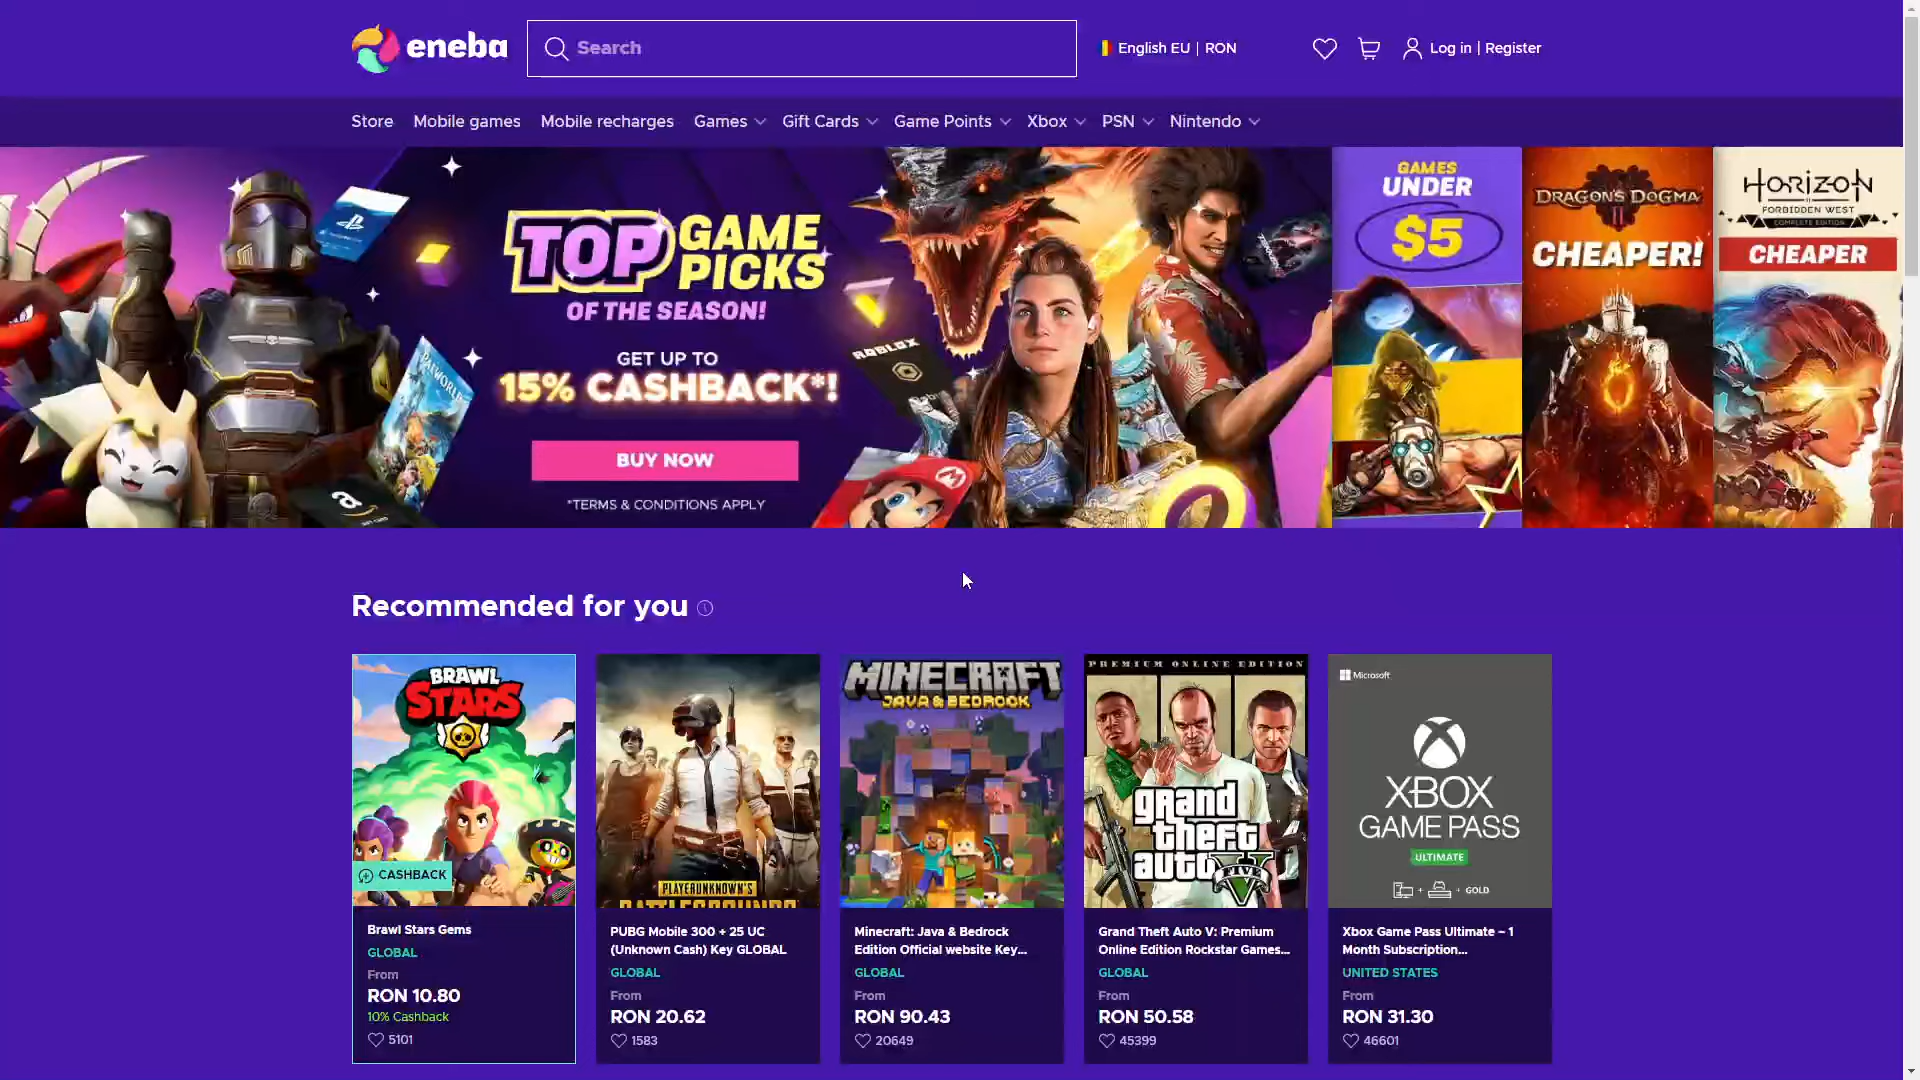 eneba
Search
English EU | RON
Log in | Register
Store
Mobile games
Mobile recharges
Games
Gift Cards
Game Points
Xbox
PSN
Nintendo
TOP GAME PICKS
OF THE SEASON!
GET UP TO
15% CASHBACK*!
BUY NOW
*TERMS & CONDITIONS APPLY
PALWORLD
ROBLOX
a
M
GAMES
UNDER
$5
DRAGON'S DOGMA
II
CHEAPER!
HORIZON
FORBIDDEN WEST
COMPLETE EDITION
CHEAPER
Recommended for you
BRAWL
STARS
CASHBACK
Brawl Stars Gems
GLOBAL
From
RON 10.80
10% Cashback
5101
PLAYERUNKNOWN'S
BATTLEGROUNDS
PUBG Mobile 300 + 25 UC
(Unknown Cash) Key GLOBAL
GLOBAL
From
RON 20.62
1583
MINECRAFT
JAVA & BEDROCK
Minecraft: Java & Bedrock
Edition Official website Key...
GLOBAL
From
RON 90.43
20649
PREMIUM ONLINE EDITION
grand
theft
auto
V
FIVE
Grand Theft Auto V: Premium
Online Edition Rockstar Games...
GLOBAL
From
RON 50.58
45399
Microsoft
XBOX
GAME PASS
ULTIMATE
+ + GOLD
Xbox Game Pass Ultimate – 1
Month Subscription...
UNITED STATES
From
RON 31.30
46601